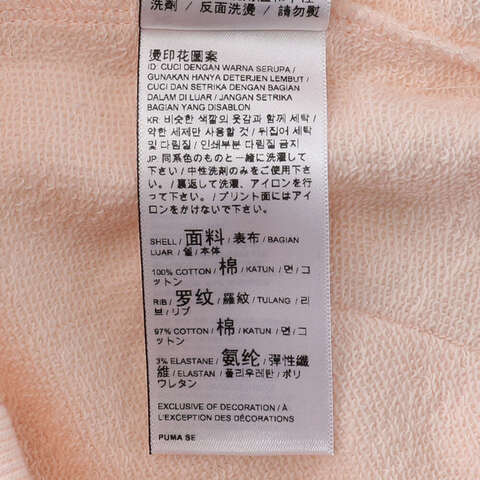 洗劑 / 反面洗燙 / 請勿熨
燙印花圖案
ID: CUCI DENGAN WARNA SERUPA /
GUNAKAN HANYA DETERJEN LEMBUT /
CUCI DAN SETRIKA DENGAN BAGIAN
DALAM DI LUAR / JANGAN SETRIKA
BAGIAN YANG DISABLON
KR 비슷한 색깔의 옷감과 함께 세탁 /
약한 세제만 사용할 것 / 뒤집어 세탁
및 다림질 / 인쇄부분 다림질 금지
JP 同系色のものと一緒に洗濯して
下さい / 中性洗剤のみをご使用下さい
。/ 裏返して洗濯、アイロンを行
って下さい。/ プリント面にはアイ
ロンをかけないで下さい。
SHELL / 面料 / 表布 / BAGIAN
LUAR / 겉 / 本体
100% COTTON / 棉 / KATUN / 면 / コ
ットン
RIB / 罗纹 / 羅紋 / TULANG / 리
브 / リブ
97% COTTON / 棉 / KATUN / 면 / コ
ットン
3% ELASTANE / 氨纶 / 彈性纖
維 / ELASTAN / 폴리우레탄 / ポリ
ウレタン
EXCLUSIVE OF DECORATION / À
L'EXCEPTION DES DÉCORATIONS
PUMA SE